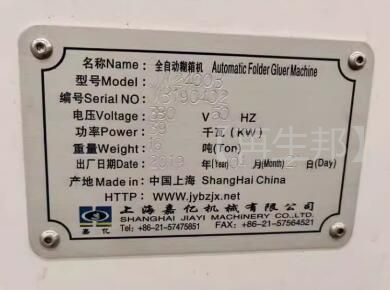 名称Name: 全自动糊箱机 Automatic Folder Gluer Machine
型号Model
编号Serial NO
电压Voltage: 380 V 50 HZ
功率Power: 39 千瓦(KW)
重量Weight: 16 吨(Ton)
出厂日期Date 2019 年 月(Month) 日(Day)
产地Made in: 中国上海 ShangHai China
HTTP: WWW.jybzjx.net
嘉亿 上海嘉亿机械有限公司
SHANGHAI JIAYI MACHINERY CO.,LTD.
Tel: +86-21-57475851 FAX: +86-21-57564521